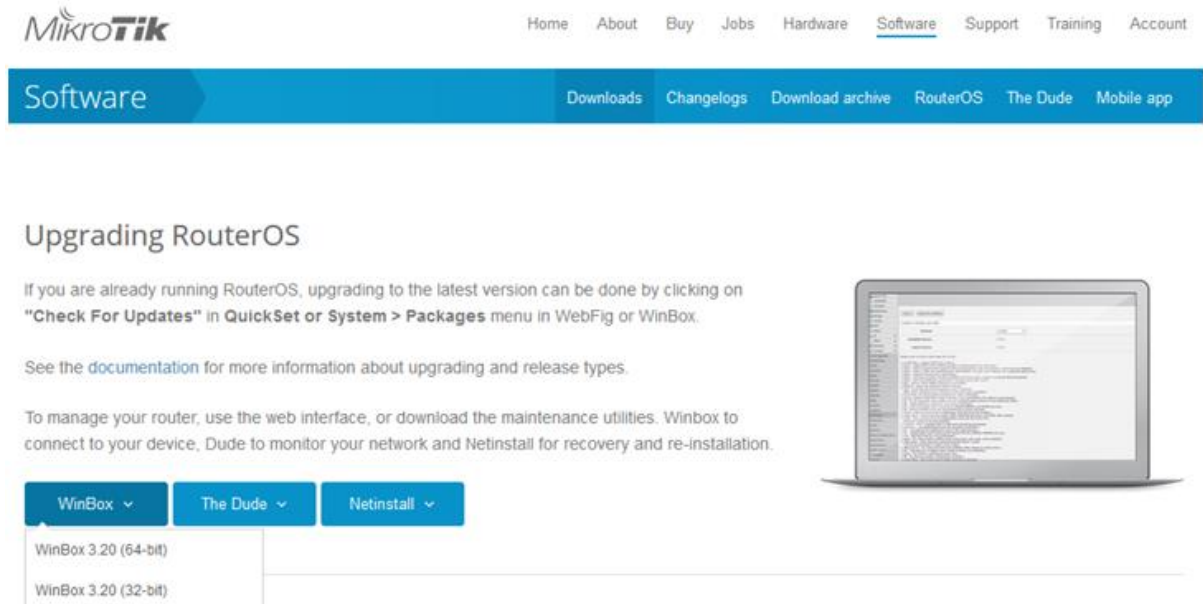 MikroTik
Home About Buy Jobs Hardware Software Support Training Account
Software
Downloads Changelogs Download archive RouterOS The Dude Mobile app
Upgrading RouterOS
If you are already running RouterOS, upgrading to the latest version can be done by clicking on
"Check For Updates" in QuickSet or System > Packages menu in WebFig or WinBox.
See the documentation for more information about upgrading and release types.
To manage your router, use the web interface, or download the maintenance utilities. Winbox to
connect to your device, Dude to monitor your network and Netinstall for recovery and re-installation.
WinBox The Dude Netinstall
WinBox 3.20 (64-bit)
WinBox 3.20 (32-bit)